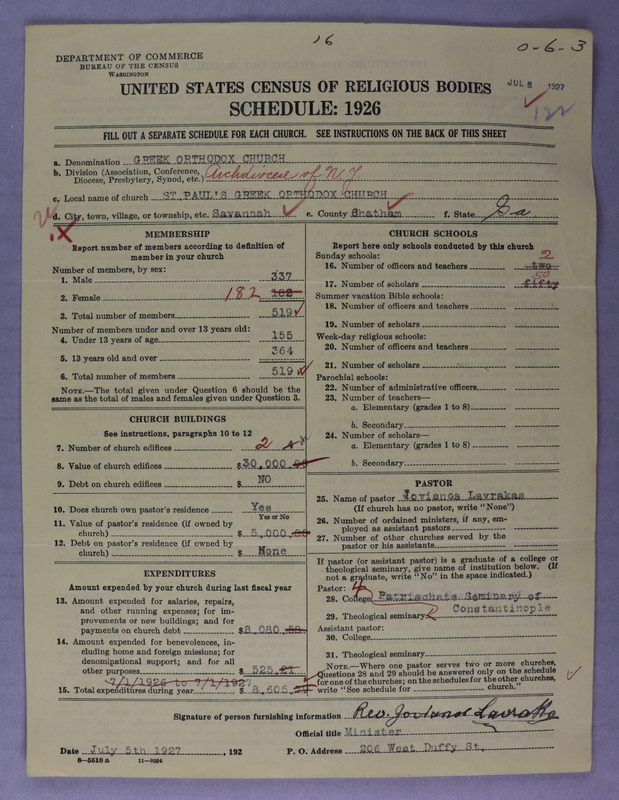 16
0-6-3
DEPARTMENT OF COMMERCE
BUREAU OF THE CENSUS
WASHINGTON
JUL 8 1927
UNITED STATES CENSUS OF RELIGIOUS BODIES
122
SCHEDULE: 1926
FILL OUT A SEPARATE SCHEDULE FOR EACH CHURCH. SEE INSTRUCTIONS ON THE BACK OF THIS SHEET
a. Denomination GREEK ORTHODOX CHURCH
b. Division (Association, Conference, Diocese, Presbytery, Synod, etc.) Archdiocese of N.Y.
c. Local name of church ST. PAUL'S GREEK ORTHODOX CHURCH
d. City, town, village, or township, etc. Savannah e. County Chatham f. State Ga
MEMBERSHIP
Report number of members according to definition of
member in your church
Number of members, by sex:
1. Male 337
2. Female 182
3. Total number of members 519
Number of members under and over 13 years old:
4. Under 13 years of age 155
5. 13 years old and over 364
6. Total number of members 519
NOTE.—The total given under Question 6 should be
same as the total of males and females given under Question 3.
CHURCH BUILDINGS
See instructions, paragraphs 10 to 12
7. Number of church edifices 2
8. Value of church edifices $30,000.00
9. Debt on church edifices $ NO
10. Does church own pastor's residence? Yes
Yes or No
11. Value of pastor's residence (if owned by
church) $ 5,000.00
12. Debt on pastor's residence (if owned by
church) $ None
EXPENDITURES
Amount expended by your church during last fiscal year
13. Amount expended for salaries, repairs,
and other running expenses; for im-
provements or new buildings; and for
payments on church debt $8,080.50
14. Amount expended for benevolences, in-
cluding home and foreign missions; for
denominational support; and for all
other purposes $ 525.21
7/1/1926 to 7/1/1927
15. Total expenditures during year $ 8,605.
CHURCH SCHOOLS
Report here only schools conducted by this church
Sunday schools: 2
16. Number of officers and teachers two
50
17. Number of scholars fifty
Summer vacation Bible schools:
18. Number of officers and teachers
19. Number of scholars
Week-day religious schools:
20. Number of officers and teachers
21. Number of scholars
Parochial schools:
22. Number of administrative officers
23. Number of teachers—
a. Elementary (grades 1 to 8)
b. Secondary
24. Number of scholars—
a. Elementary (grades 1 to 8)
b. Secondary
PASTOR
25. Name of pastor Jovianos Lavrakas
(If church has no pastor, write "None")
26. Number of ordained ministers, if any, em-
ployed as assistant pastors
27. Number of other churches served by the
pastor or his assistants
If pastor (or assistant pastor) is a graduate of a college or
theological seminary, give name of institution below. (If
not a graduate, write "No" in the space indicated.)
Pastor: 4
28. College Patriachate Seminary of
Constantinople
29. Theological seminary
Assistant pastor:
30. College
31. Theological seminary
NOTE.—Where one pastor serves two or more churches,
Questions 28 and 29 should be answered only on the schedule
for one of the churches; on the schedules for the other churches,
write "See schedule for church."
Signature of person furnishing information Rev. Jovianos Lavrakas
Official title Minister
Date July 5th 1927, 192 P. O. Address 206 West Duffy St.
8—5518 a 11—9054